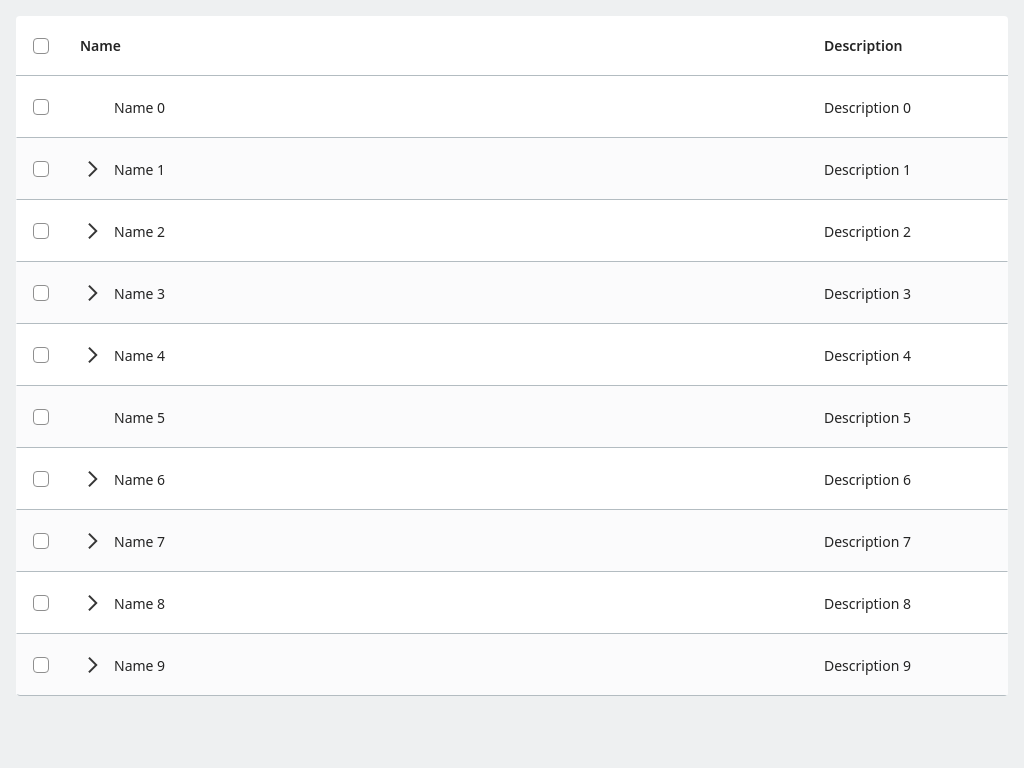 Name Description
Name 0 Description 0
Name 1 Description 1
Name 2 Description 2
Name 3 Description 3
Name 4 Description 4
Name 5 Description 5
Name 6 Description 6
Name 7 Description 7
Name 8 Description 8
Name 9 Description 9